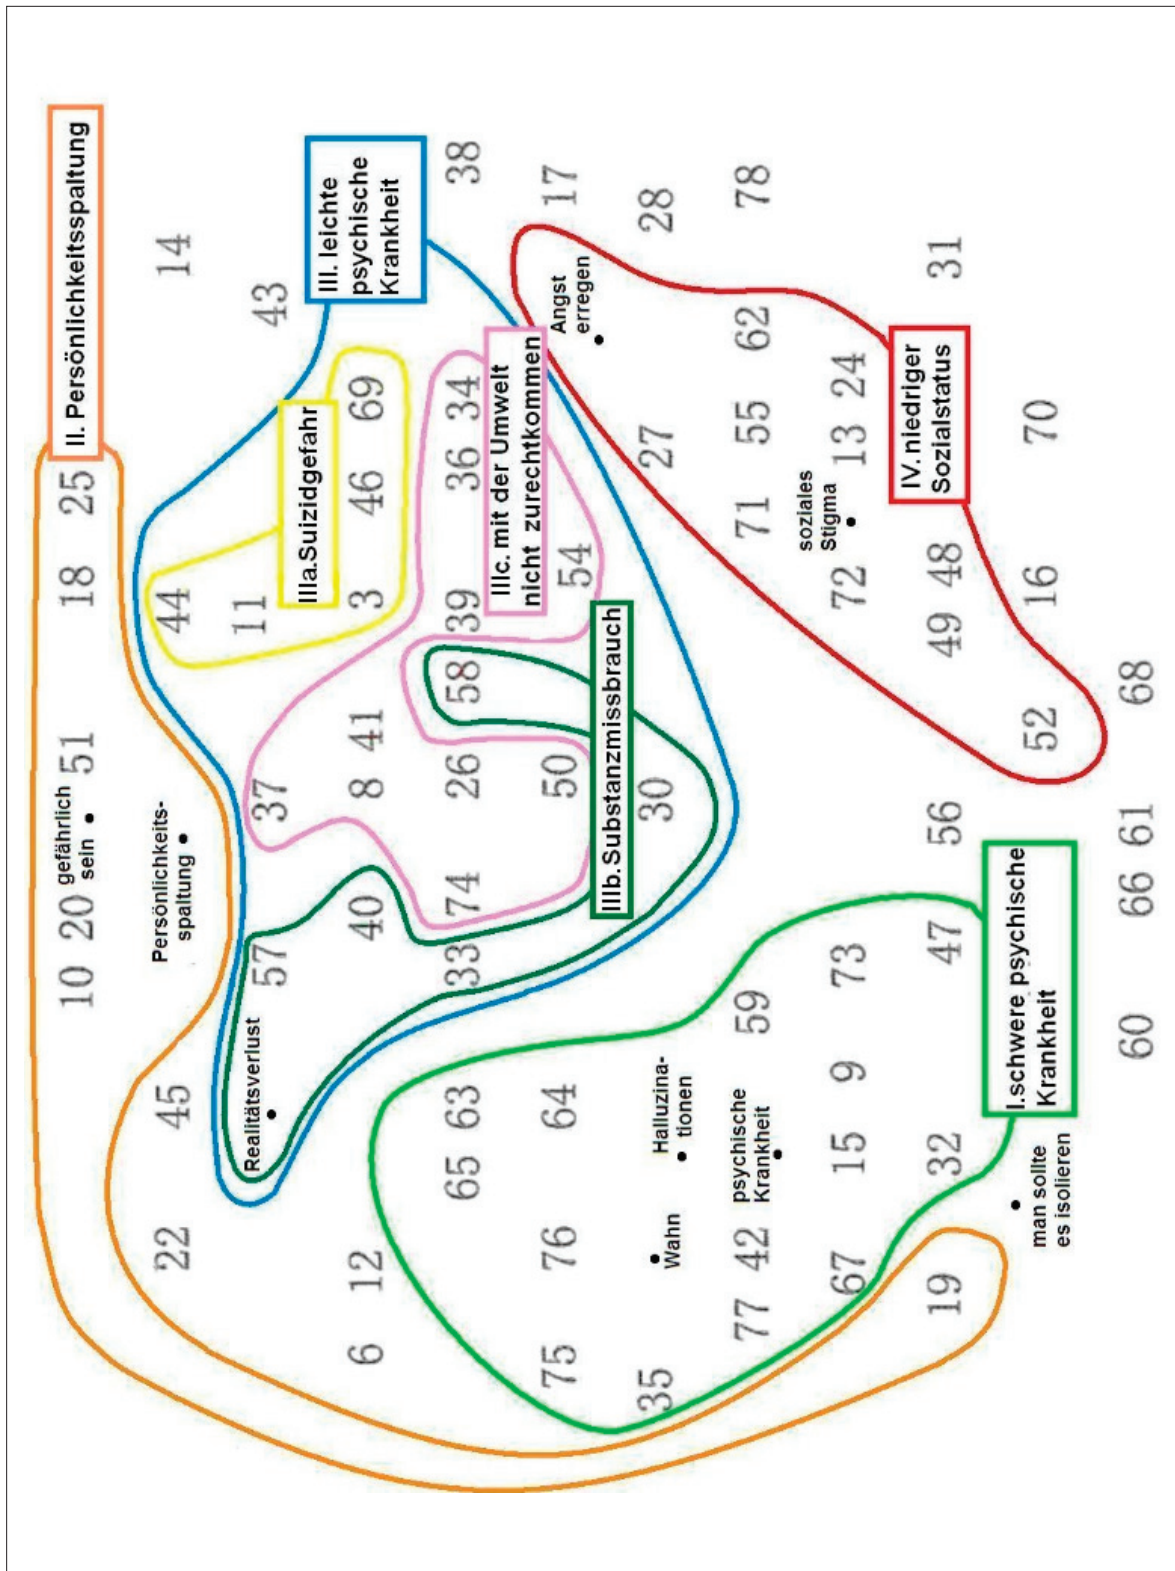 II. Persönlichkeitsspaltung
10 20
gefährlich
sein
51 18 25
22 45
Persönlichkeits-
spaltung
44 14
Realitätsverlust
57 37 11 43
IIIa.Suizidgefahr
III. leichte
psychische
Krankheit
6 12 40 8 41 3 46 69
65 63 33 74 26 58 39 36 34 38
IIIc. mit der Umwelt
nicht zurechtkommen
75 76 64 50 54 17
Angst
erregen
IIIb.Substanzmissbrauch
35
Wahn
Halluzina-
tionen
30 27 28
77 42
psychische
Krankheit
59 71 55 62 78
67 15 9 73 72
soziales
Stigma
13 24
IV.niedriger
Sozialstatus
19 32 47 56 49 48 31
I.schwere psychische
Krankheit
man sollte
es isolieren
52 16 70
60 66 61 68